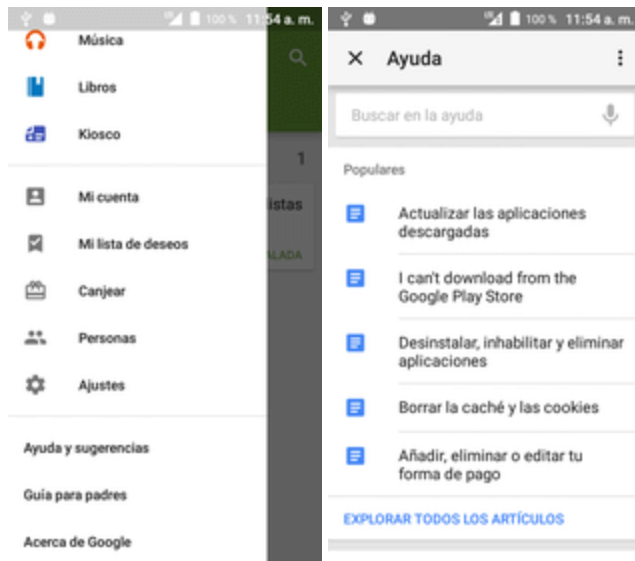 100 % 11:54 a. m.
Música
Libros
Kiosco
1
Mi cuenta
istas
Mi lista de deseos
ALADA
Canjear
Personas
Ajustes
Ayuda y sugerencias
Guía para padres
Acerca de Google
100 % 11:54 a. m.
Ayuda
Buscar en la ayuda
Populares
Actualizar las aplicaciones
descargadas
I can't download from the
Google Play Store
Desinstalar, inhabilitar y eliminar
aplicaciones
Borrar la caché y las cookies
Añadir, eliminar o editar tu
forma de pago
EXPLORAR TODOS LOS ARTÍCULOS